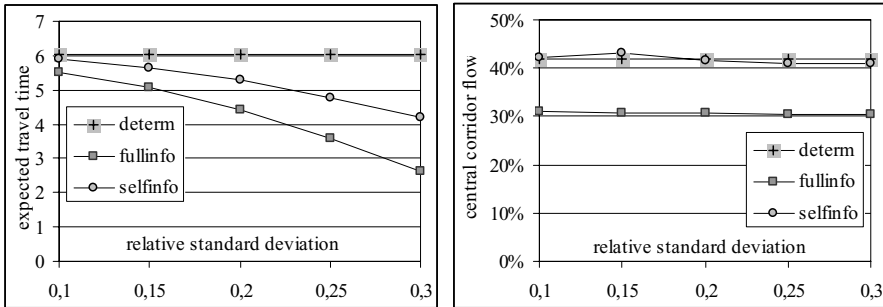 7
6
5
4
3
2
1
0
expected travel time
determ
fullinfo
selfinfo
relative standard deviation
0,1 0,15 0,2 0,25 0,3
50%
40%
30%
20%
10%
0%
central corridor flow
determ
fullinfo
selfinfo
relative standard deviation
0,1 0,15 0,2 0,25 0,3